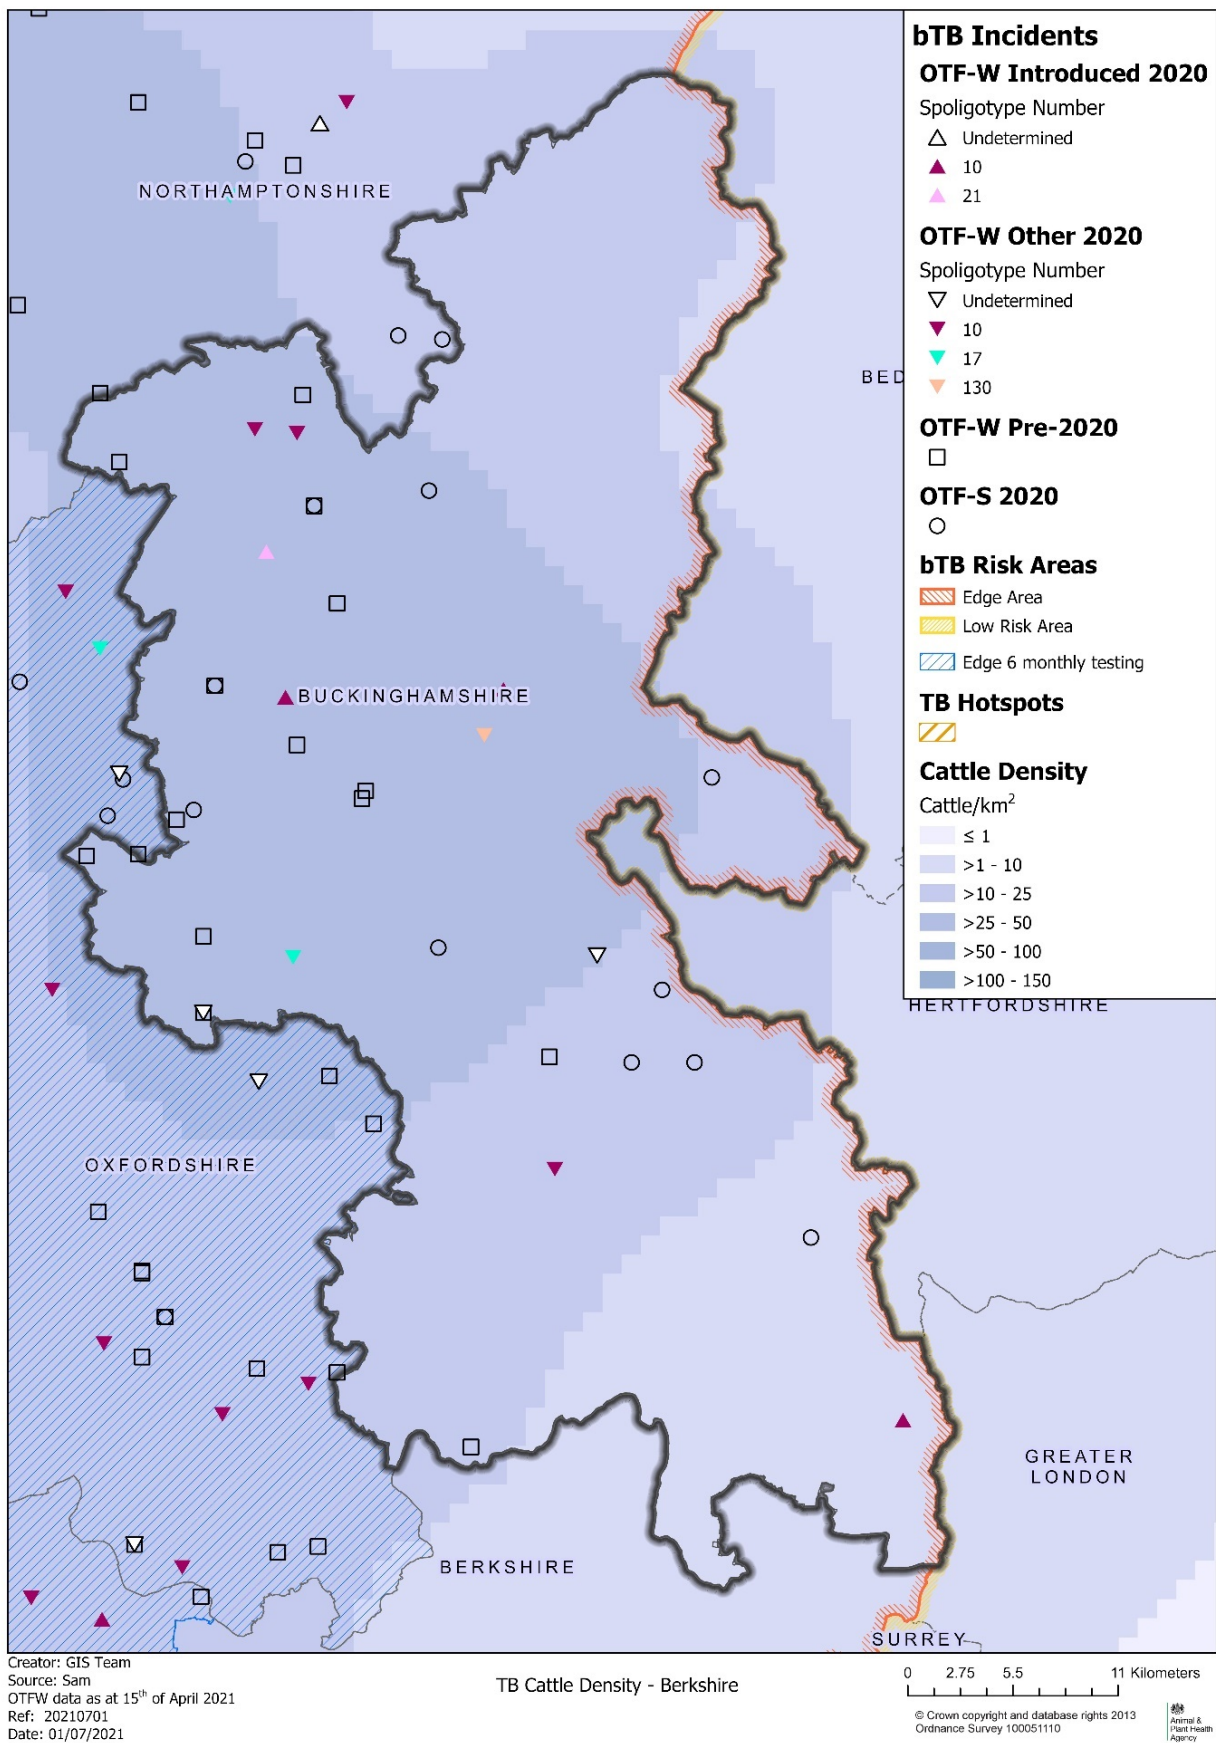 bTB Incidents
OTF-W Introduced 2020
Spoligotype Number
Undetermined
10
21
OTF-W Other 2020
Spoligotype Number
Undetermined
10
17
130
OTF-W Pre-2020
OTF-S 2020
bTB Risk Areas
Edge Area
Low Risk Area
Edge 6 monthly testing
TB Hotspots
Cattle Density
Cattle/km²
≤ 1
>1 - 10
>10 - 25
>25 - 50
>50 - 100
>100 - 150
NORTHAMPTONSHIRE
BED
BUCKINGHAMSHIRE
HERTFORDSHIRE
OXFORDSHIRE
GREATER
LONDON
BERKSHIRE
SURREY
Creator: GIS Team
Source: Sam
OTFW data as at 15th of April 2021
Ref: 20210701
Date: 01/07/2021
TB Cattle Density - Berkshire
0 2.75 5.5 11 Kilometers
© Crown copyright and database rights 2013
Ordnance Survey 100051110
Animal &
Plant Health
Agency